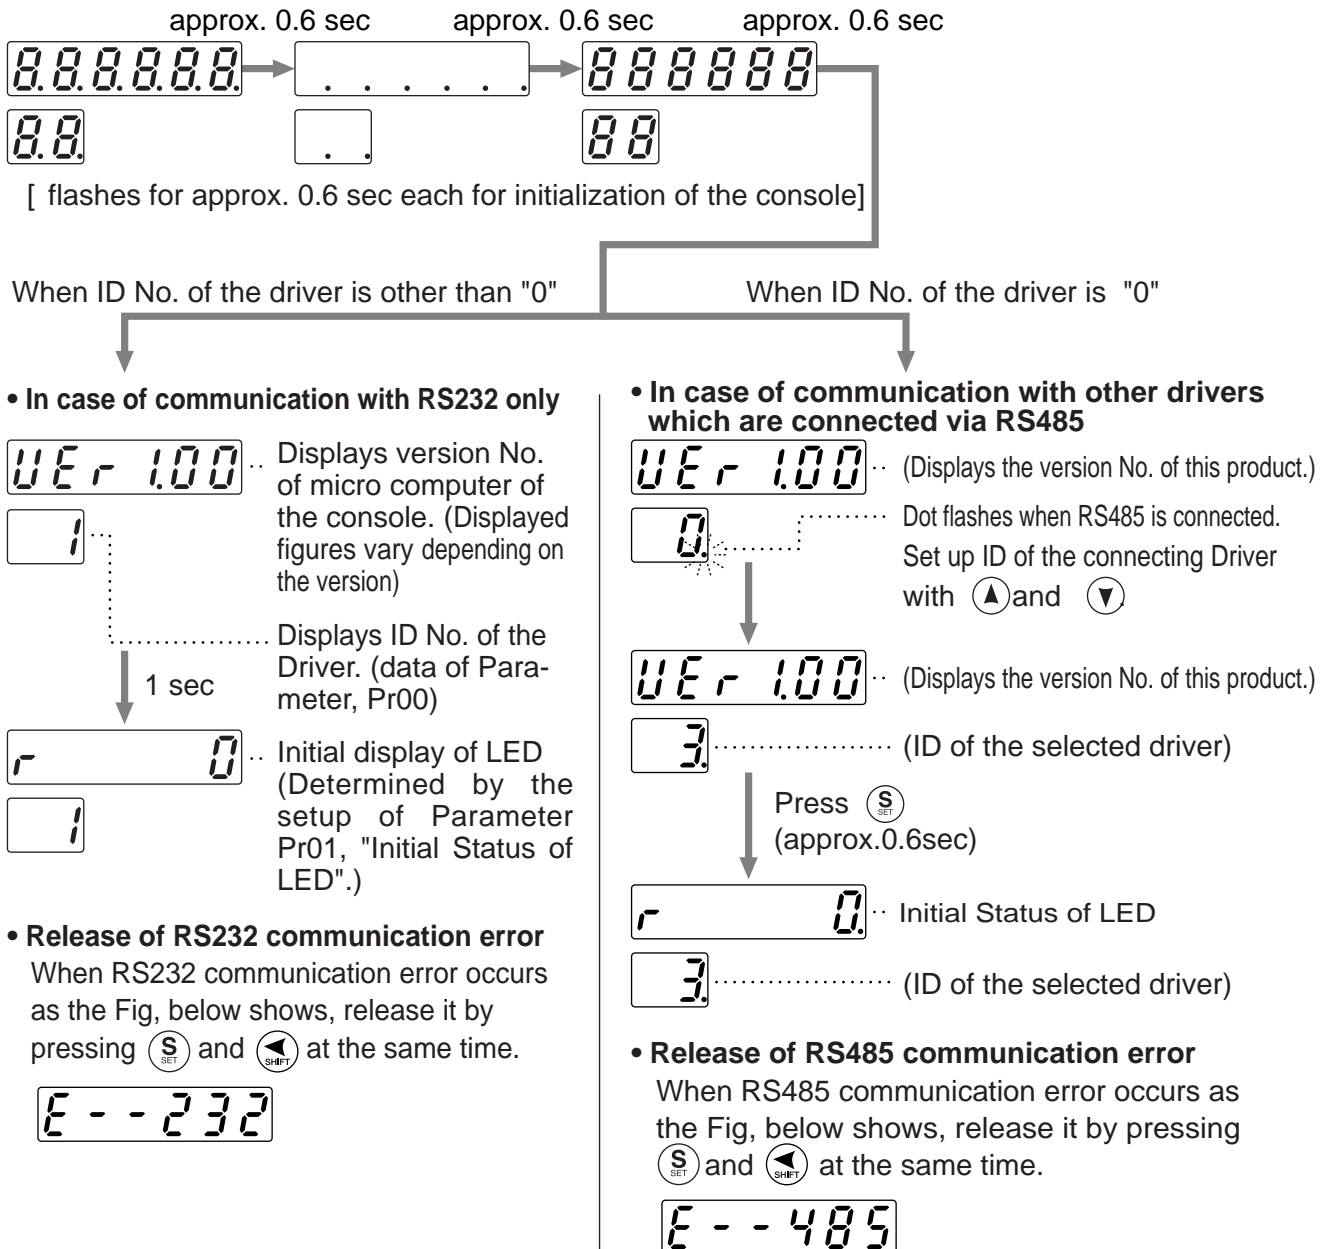 approx. 0.6 sec approx. 0.6 sec approx. 0.6 sec
8.8.8.8.8.8. . . . . . . 888888
8.8. . . 88
[ flashes for approx. 0.6 sec each for initialization of the console]
When ID No. of the driver is other than "0"
When ID No. of the driver is "0"
• In case of communication with RS232 only
UEr 1.00
Displays version No.
of micro computer of
the console. (Displayed
figures vary depending on
the version)
1
Displays ID No. of the
Driver. (data of Para-
meter, Pr00)
1 sec
r 0
Initial display of LED
(Determined by the
setup of Parameter
Pr01, "Initial Status of
LED".)
1
• Release of RS232 communication error
When RS232 communication error occurs
as the Fig, below shows, release it by
pressing S SET and SHIFT at the same time.
E--232
• In case of communication with other drivers
which are connected via RS485
UEr 1.00
(Displays the version No. of this product.)
0.
Dot flashes when RS485 is connected.
Set up ID of the connecting Driver
with and .
UEr 1.00
(Displays the version No. of this product.)
3.
(ID of the selected driver)
Press S SET
(approx.0.6sec)
r 0.
Initial Status of LED
3.
(ID of the selected driver)
• Release of RS485 communication error
When RS485 communication error occurs as
the Fig, below shows, release it by pressing
S SET and SHIFT at the same time.
E--485